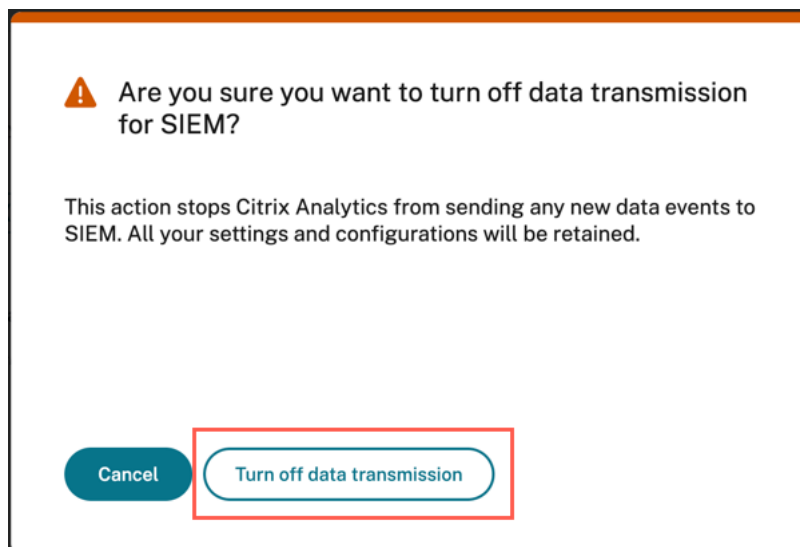 Are you sure you want to turn off data transmission
for SIEM?
This action stops Citrix Analytics from sending any new data events to
SIEM. All your settings and configurations will be retained.
Cancel
Turn off data transmission